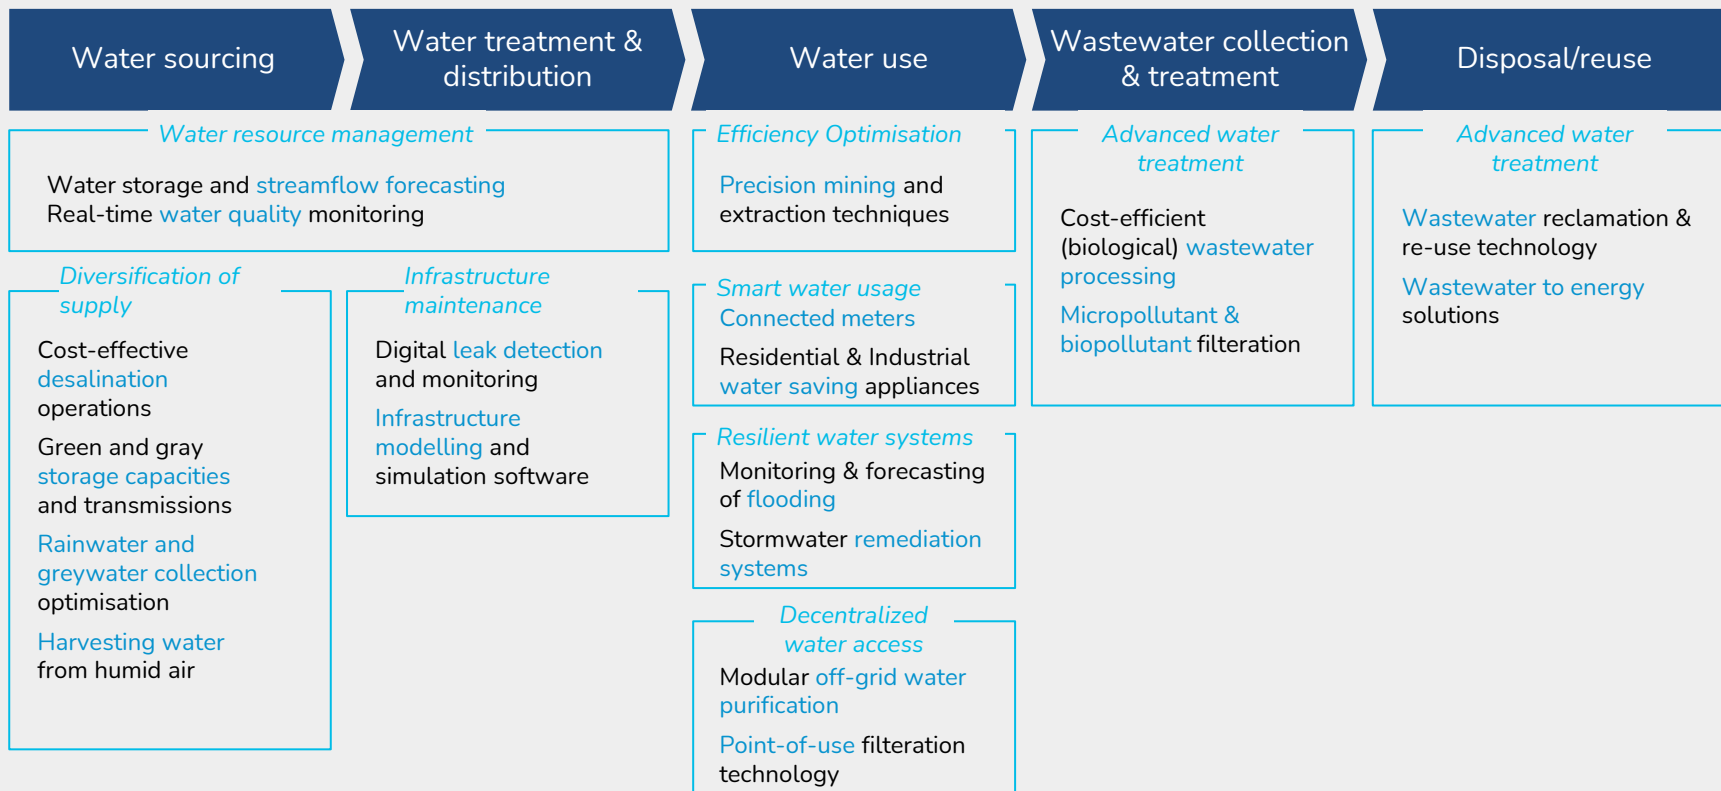 Water sourcing
Water treatment &
distribution
Water use
Wastewater collection
& treatment
Disposal/reuse
Water resource management
Water storage and streamflow forecasting
Real-time water quality monitoring
Diversification of
supply
Cost-effective
desalination
operations
Green and gray
storage capacities
and transmissions
Rainwater and
greywater collection
optimisation
Harvesting water
from humid air
Infrastructure
maintenance
Digital leak detection
and monitoring
Infrastructure
modelling and
simulation software
Efficiency Optimisation
Precision mining and
extraction techniques
Smart water usage
Connected meters
Residential & Industrial
water saving appliances
Resilient water systems
Monitoring & forecasting
of flooding
Stormwater remediation
systems
Decentralized
water access
Modular off-grid water
purification
Point-of-use filteration
technology
Advanced water
treatment
Cost-efficient
(biological) wastewater
processing
Micropollutant &
biopollutant filteration
Advanced water
treatment
Wastewater reclamation &
re-use technology
Wastewater to energy
solutions